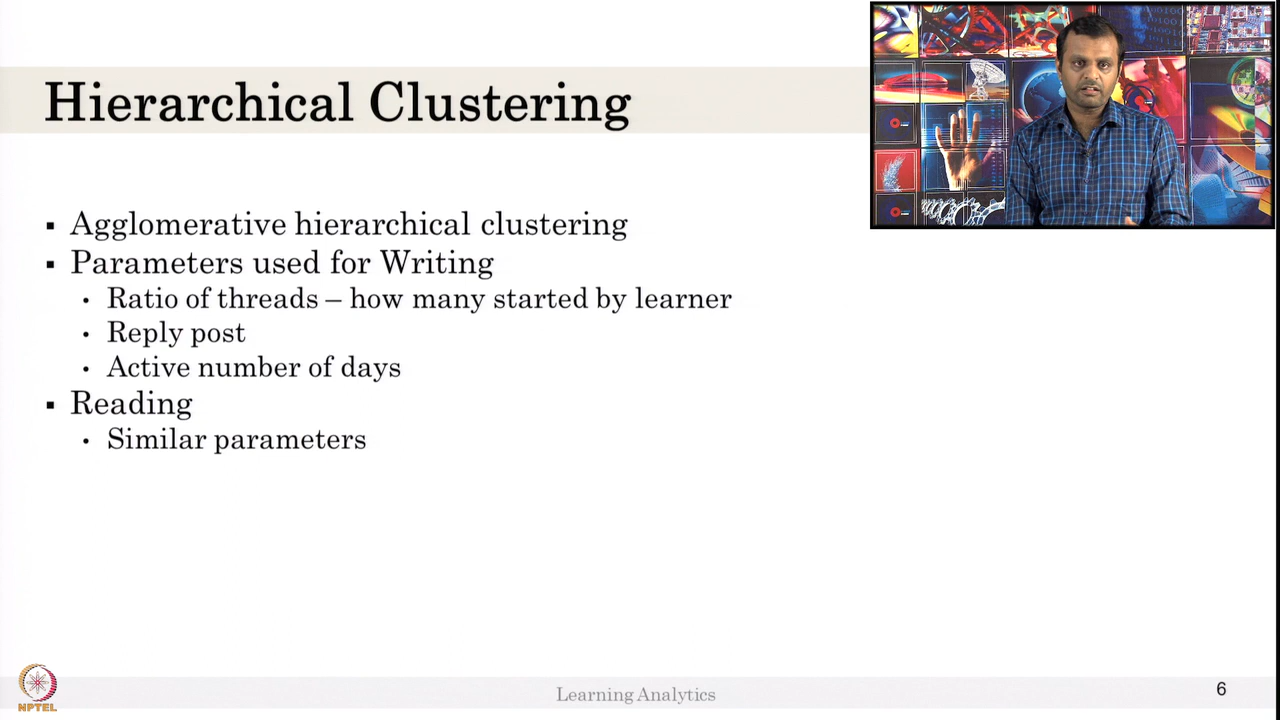 Hierarchical Clustering
▪ Agglomerative hierarchical clustering
▪ Parameters used for Writing
• Ratio of threads – how many started by learner
• Reply post
• Active number of days
▪ Reading
• Similar parameters
NPTEL
Learning Analytics
6